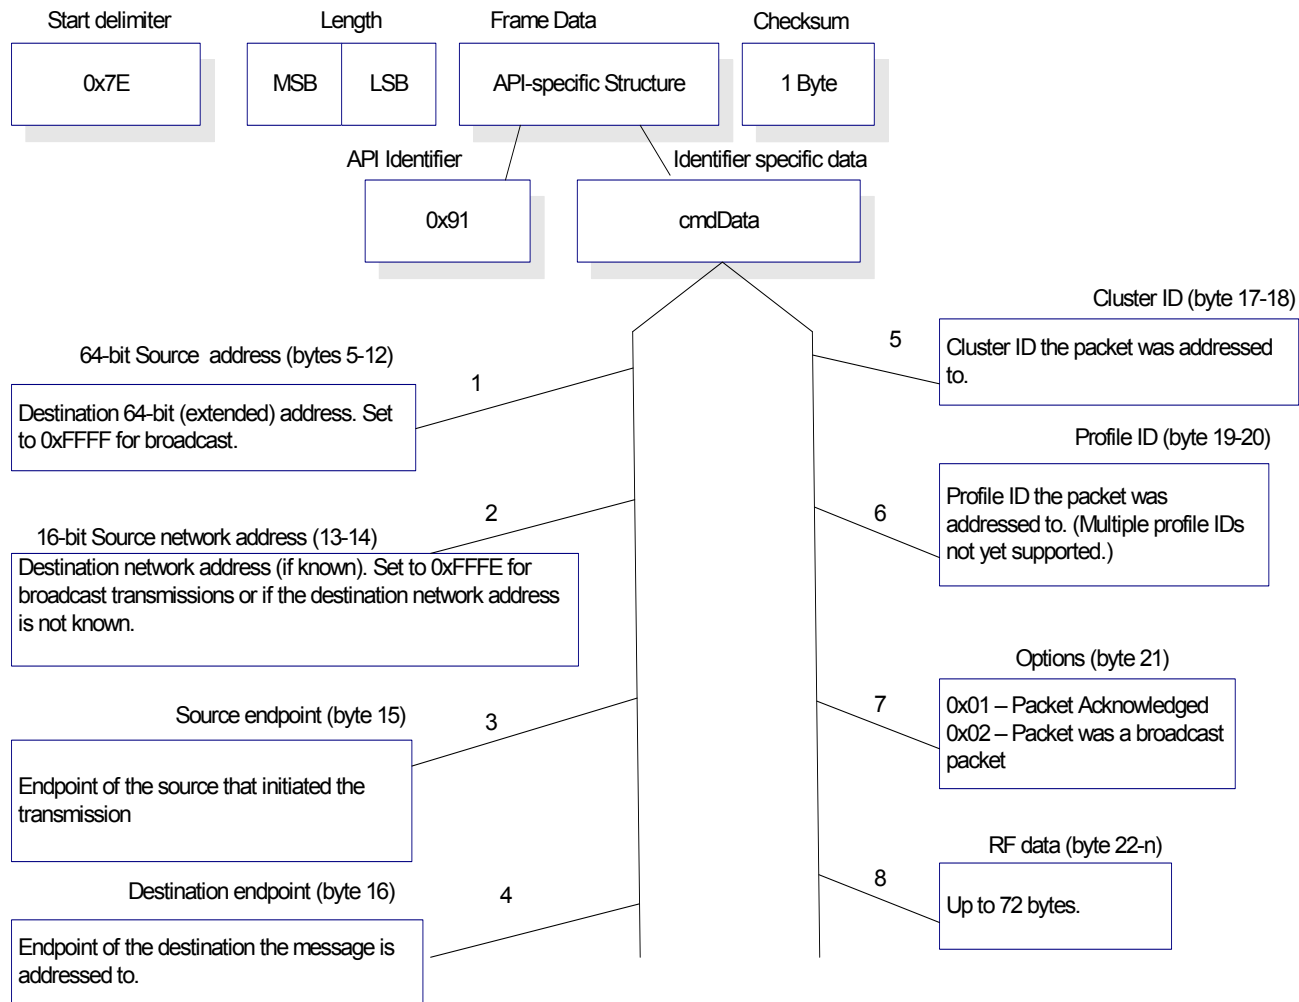 Start delimiter
Length
Frame Data
Checksum
0x7E
MSB
LSB
API-specific Structure
1 Byte
API Identifier
Identifier specific data
0x91
cmdData
64-bit Source  address (bytes 5-12)
1
Destination 64-bit (extended) address. Set
to 0xFFFF for broadcast.
2
16-bit Source network address (13-14)
Destination network address (if known). Set to 0xFFFE for
broadcast transmissions or if the destination network address
is not known.
Source endpoint (byte 15)
3
Endpoint of the source that initiated the
transmission
Destination endpoint (byte 16)
4
Endpoint of the destination the message is
addressed to.
Cluster ID (byte 17-18)
5
Cluster ID the packet was addressed
to.
Profile ID (byte 19-20)
6
Profile ID the packet was
addressed to. (Multiple profile IDs
not yet supported.)
Options (byte 21)
7
0x01 – Packet Acknowledged
0x02 – Packet was a broadcast
packet
RF data (byte 22-n)
8
Up to 72 bytes.